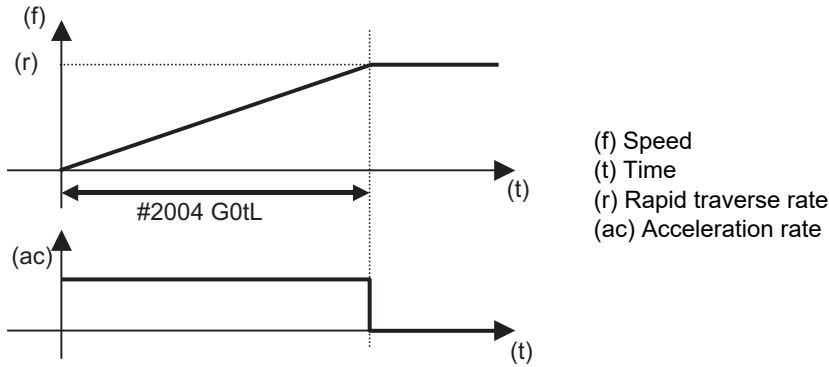 (f)
(r)
(t)
#2004 G0tL
(ac)
(t)
(f) Speed
(t) Time
(r) Rapid traverse rate
(ac) Acceleration rate